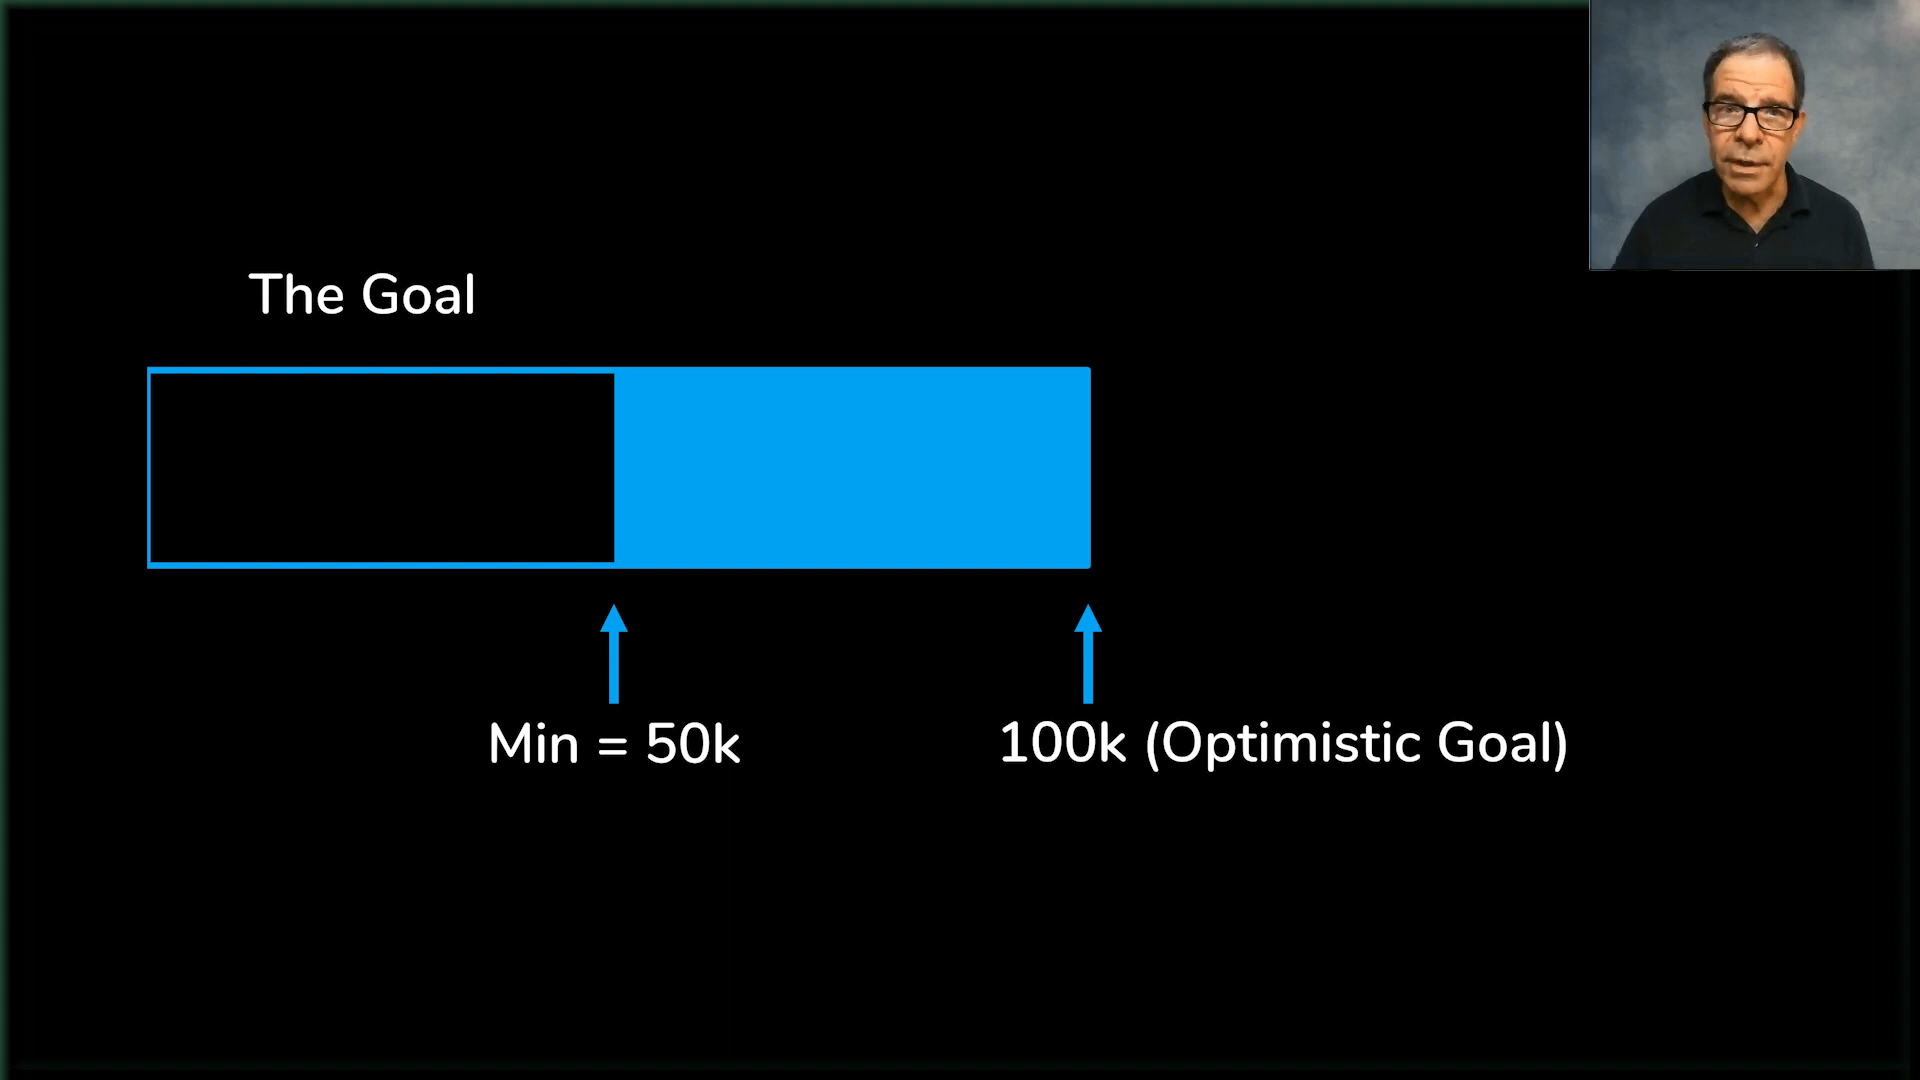 The Goal
Min = 50k
100k (Optimistic Goal)